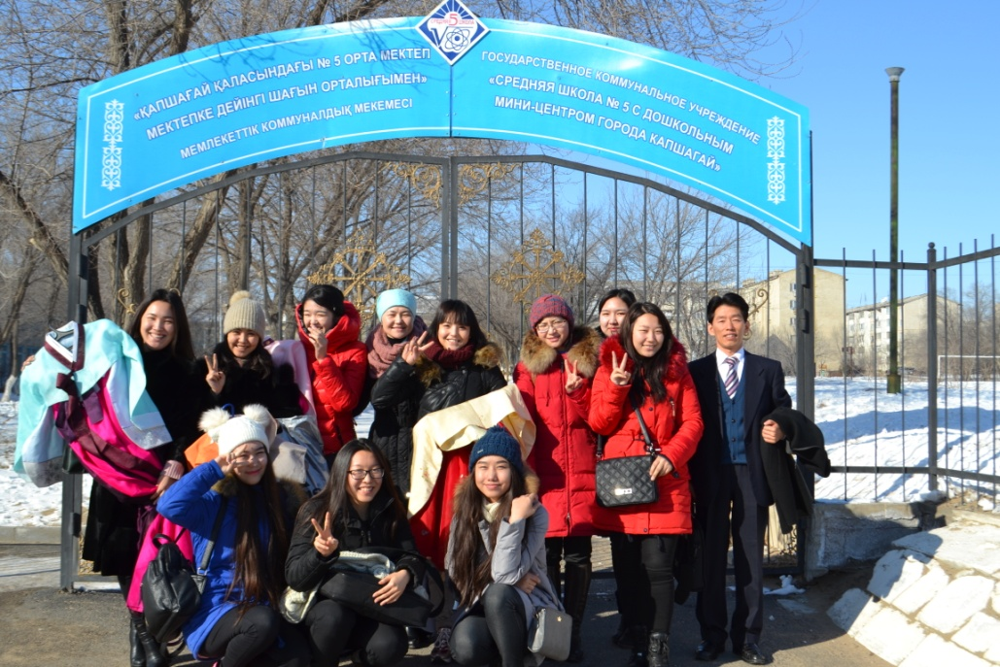 5
«ҚАПШАҒАЙ ҚАЛАСЫНДАҒЫ № 5 ОРТА МЕКТЕП
МЕКТЕПКЕ ДЕЙІНГІ ШАҒЫН ОРТАЛЫҒЫМЕН»
МЕМЛЕКЕТТІК КОММУНАЛДЫҚ МЕКЕМЕСІ
ГОСУДАРСТВЕННОЕ КОММУНАЛЬНОЕ УЧРЕЖДЕНИЕ
«СРЕДНЯЯ ШКОЛА № 5 С ДОШКОЛЬНЫМ
МИНИ-ЦЕНТРОМ ГОРОДА КАПШАГАЙ»